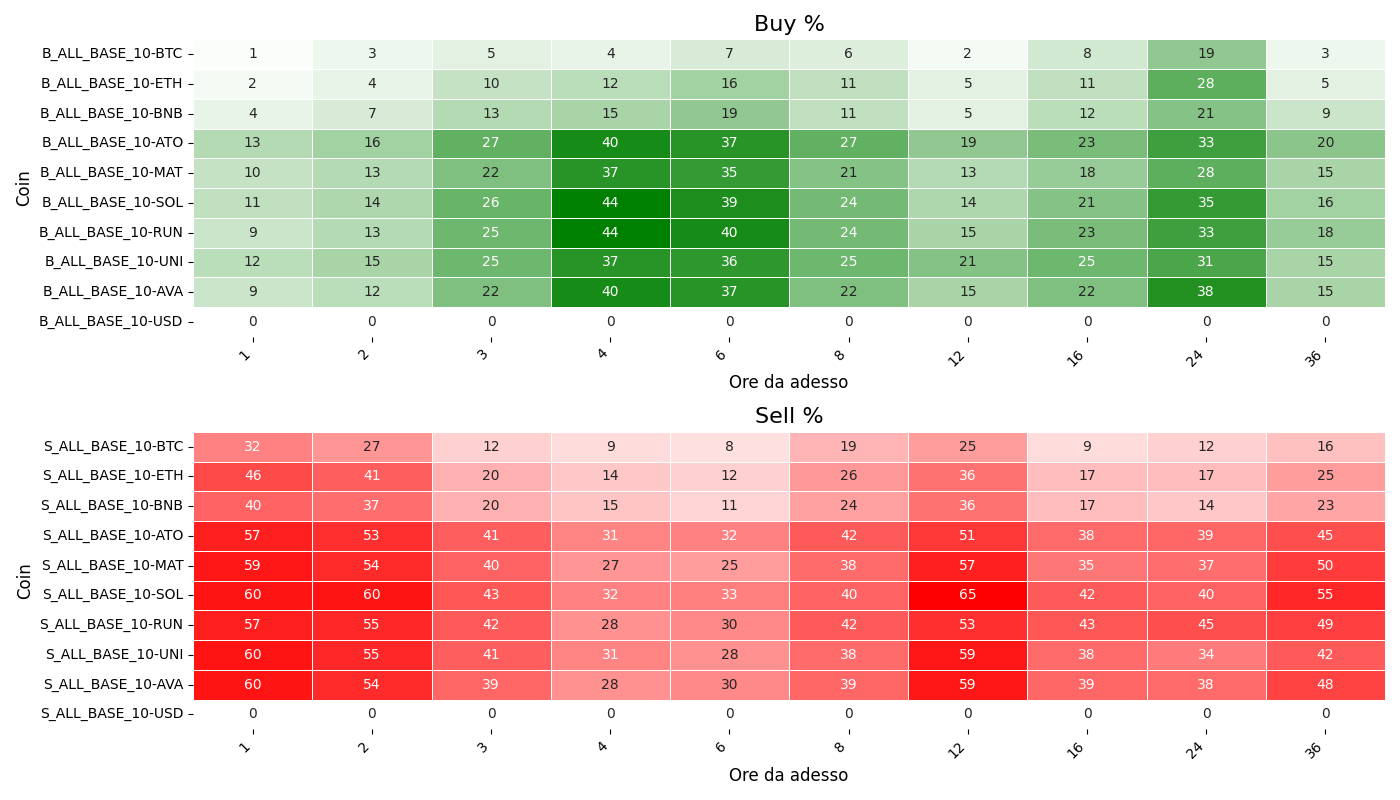 Buy %
Coin
B_ALL_BASE_10-BTC 1 3 5 4 7 6 2 8 19 3
B_ALL_BASE_10-ETH 2 4 10 12 16 11 5 11 28 5
B_ALL_BASE_10-BNB 4 7 13 15 19 11 5 12 21 9
B_ALL_BASE_10-ATO 13 16 27 40 37 27 19 23 33 20
B_ALL_BASE_10-MAT 10 13 22 37 35 21 13 18 28 15
B_ALL_BASE_10-SOL 11 14 26 44 39 24 14 21 35 16
B_ALL_BASE_10-RUN 9 13 25 44 40 24 15 23 33 18
B_ALL_BASE_10-UNI 12 15 25 37 36 25 21 25 31 15
B_ALL_BASE_10-AVA 9 12 22 40 37 22 15 22 38 15
B_ALL_BASE_10-USD 0 0 0 0 0 0 0 0 0 0
1 2 3 4 6 8 12 16 24 36
Ore da adesso
Sell %
Coin
S_ALL_BASE_10-BTC 32 27 12 9 8 19 25 9 12 16
S_ALL_BASE_10-ETH 46 41 20 14 12 26 36 17 17 25
S_ALL_BASE_10-BNB 40 37 20 15 11 24 36 17 14 23
S_ALL_BASE_10-ATO 57 53 41 31 32 42 51 38 39 45
S_ALL_BASE_10-MAT 59 54 40 27 25 38 57 35 37 50
S_ALL_BASE_10-SOL 60 60 43 32 33 40 65 42 40 55
S_ALL_BASE_10-RUN 57 55 42 28 30 42 53 43 45 49
S_ALL_BASE_10-UNI 60 55 41 31 28 38 59 38 34 42
S_ALL_BASE_10-AVA 60 54 39 28 30 39 59 39 38 48
S_ALL_BASE_10-USD 0 0 0 0 0 0 0 0 0 0
1 2 3 4 6 8 12 16 24 36
Ore da adesso